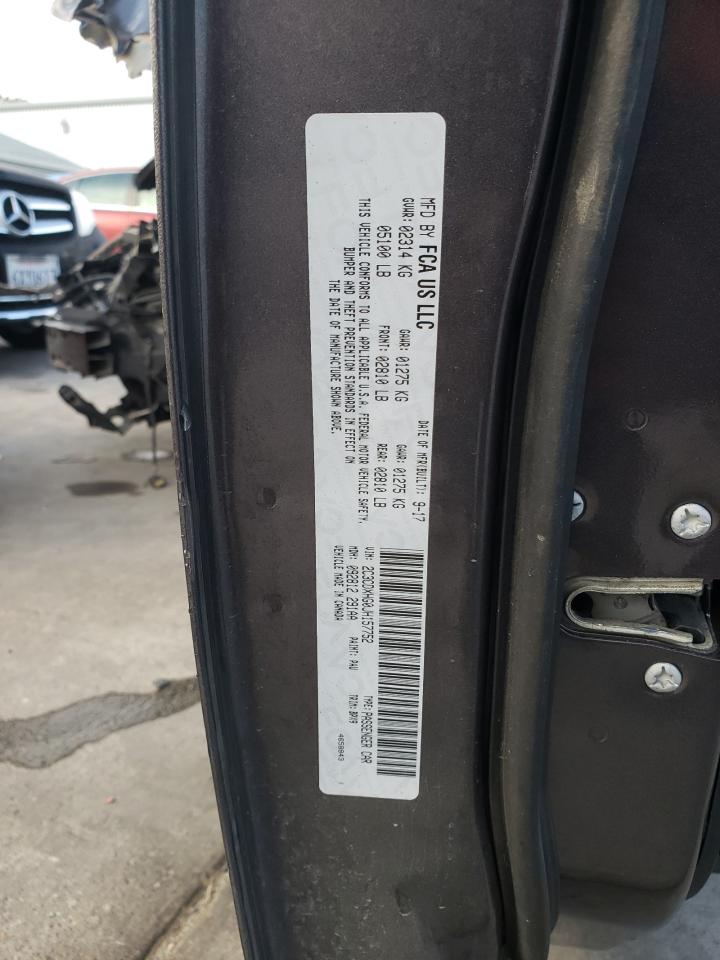 MFD BY FCA US LLC
DATE OF MFR(BUILT): 9-17
GVWR: 02314 KG
GAWR: 01275 KG
GAWR: 01275 KG
05100 LB
FRONT: 02810 LB
REAR: 02810 LB
THIS VEHICLE CONFORMS TO ALL APPLICABLE U.S.A. FEDERAL MOTOR VEHICLE SAFETY,
BUMPER AND THEFT PREVENTION STANDARDS IN EFFECT ON
THE DATE OF MANUFACTURE SHOWN ABOVE.
VIN: 2C3CDXHG0JH157752
TYPE: PASSENGER CAR
MDH: 092812 291AA
PAINT: PAU
TRIM: BPX9
VEHICLE MADE IN CANADA
4658943